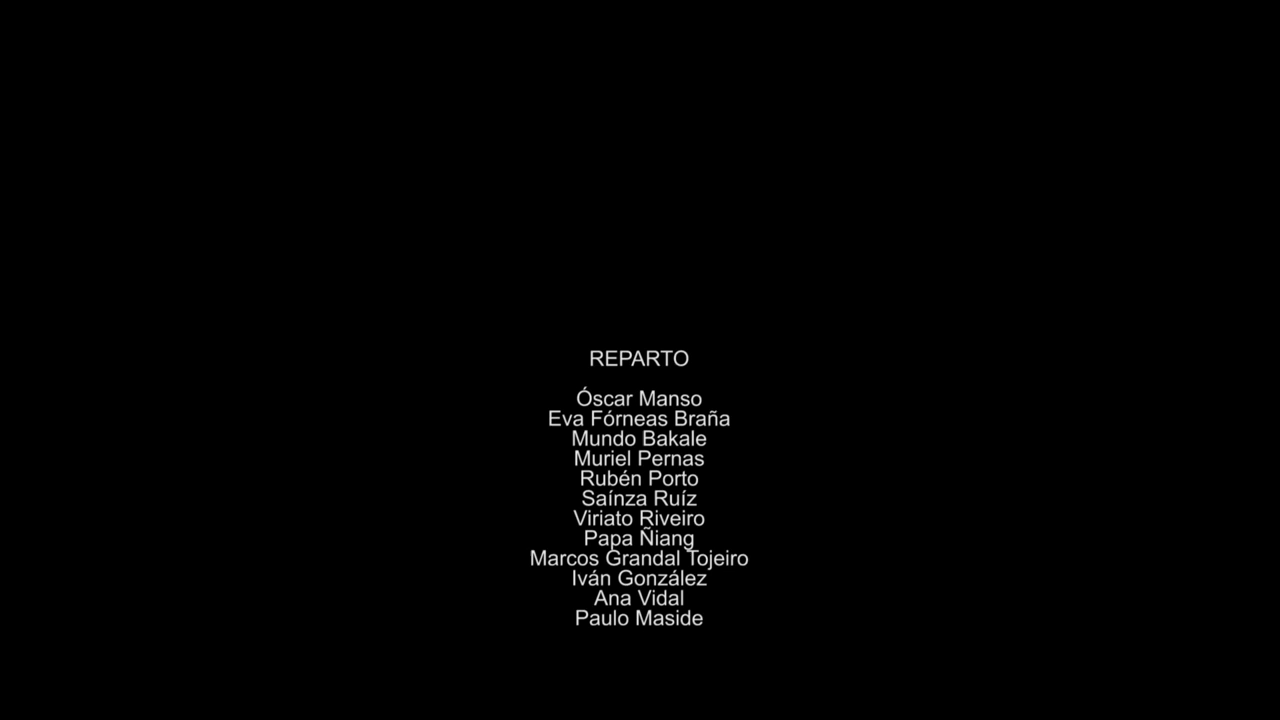 REPARTO
Óscar Manso
Eva Fórneas Braña
Mundo Bakale
Muriel Pernas
Rubén Porto
Saínza Ruíz
Viriato Riveiro
Papa Ñiang
Marcos Grandal Tojeiro
Iván González
Ana Vidal
Paulo Maside